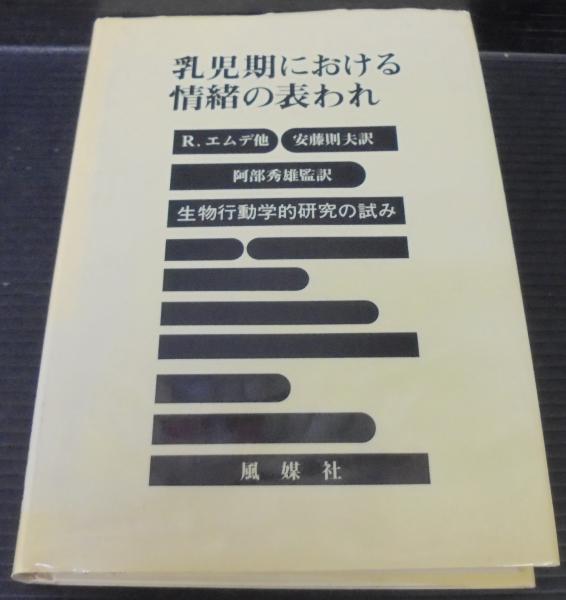 乳児期における
情緒の表われ
R.エムデ他 安藤則夫訳
阿部秀雄監訳
生物行動学的研究の試み
風媒社